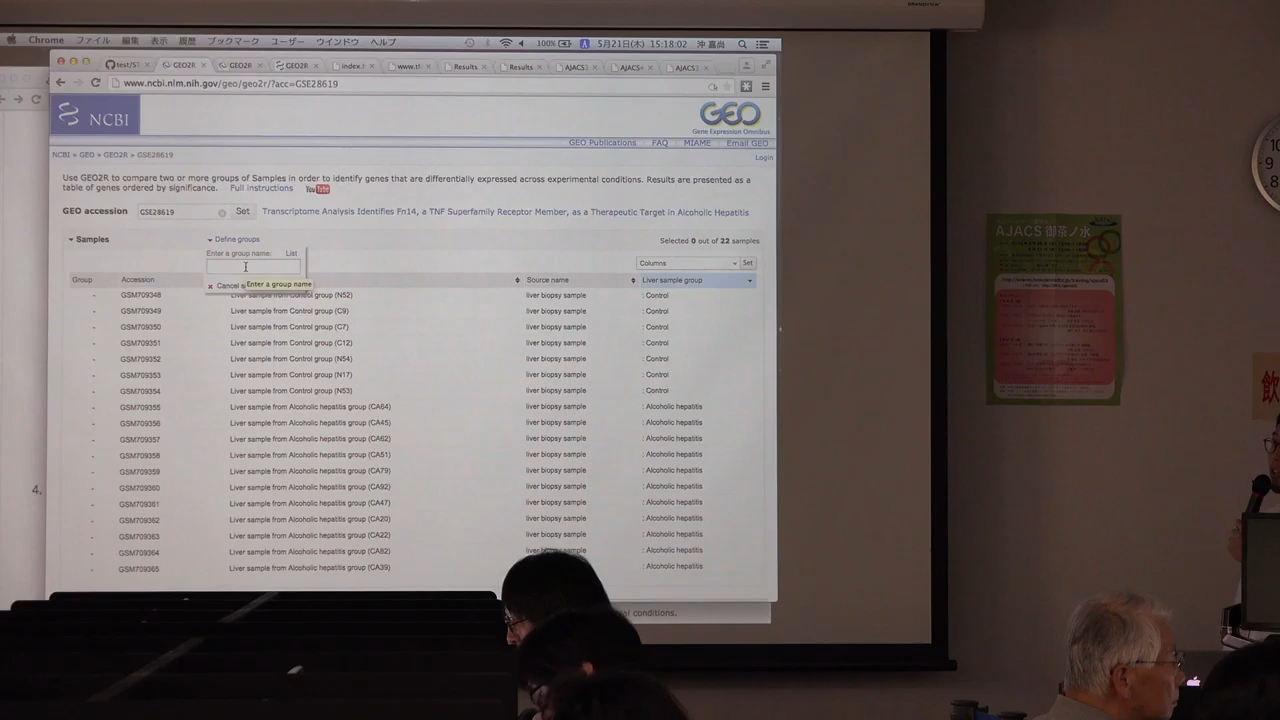 Chrome ファイル 編集 表示 履歴 ブックマーク ユーザー ウインドウ ヘルプ 100% A 5月21日(木) 15:18:02 沖 嘉尚
GEO2R GEO2R GEO2R Results Results
www.ncbi.nlm.nih.gov/geo/geo2r/?acc=GSE28619
NCBI
GEO
Gene Expression Omnibus
GEO Publications FAQ MIAME Email GEO
NCBI » GEO » GEO2R » GSE28619
Login
Use GEO2R to compare two or more groups of Samples in order to identify genes that are differentially expressed across experimental conditions. Results are presented as a
table of genes ordered by significance. Full instructions YouTube
GEO accession GSE28619 Set Transcriptome Analysis Identifies Fn14, a TNF Superfamily Receptor Member, as a Therapeutic Target in Alcoholic Hepatitis
Samples Define groups Selected 0 out of 22 samples
Enter a group name: List
Columns Set
Group Accession Source name Liver sample group
Cancel Enter a group name
- GSM709348 Liver sample from Control group (N52) liver biopsy sample : Control
- GSM709349 Liver sample from Control group (C9) liver biopsy sample : Control
- GSM709350 Liver sample from Control group (C7) liver biopsy sample : Control
- GSM709351 Liver sample from Control group (C12) liver biopsy sample : Control
- GSM709352 Liver sample from Control group (N54) liver biopsy sample : Control
- GSM709353 Liver sample from Control group (N17) liver biopsy sample : Control
- GSM709354 Liver sample from Control group (N53) liver biopsy sample : Control
- GSM709355 Liver sample from Alcoholic hepatitis group (CA64) liver biopsy sample : Alcoholic hepatitis
- GSM709356 Liver sample from Alcoholic hepatitis group (CA45) liver biopsy sample : Alcoholic hepatitis
- GSM709357 Liver sample from Alcoholic hepatitis group (CA62) liver biopsy sample : Alcoholic hepatitis
- GSM709358 Liver sample from Alcoholic hepatitis group (CA51) liver biopsy sample : Alcoholic hepatitis
- GSM709359 Liver sample from Alcoholic hepatitis group (CA79) liver biopsy sample : Alcoholic hepatitis
- GSM709360 Liver sample from Alcoholic hepatitis group (CA92) liver biopsy sample : Alcoholic hepatitis
- GSM709361 Liver sample from Alcoholic hepatitis group (CA47) liver biopsy sample : Alcoholic hepatitis
- GSM709362 Liver sample from Alcoholic hepatitis group (CA20) liver biopsy sample : Alcoholic hepatitis
- GSM709363 Liver sample from Alcoholic hepatitis group (CA22) liver biopsy sample : Alcoholic hepatitis
- GSM709364 Liver sample from Alcoholic hepatitis group (CA82) liver biopsy sample : Alcoholic hepatitis
- GSM709365 Liver sample from Alcoholic hepatitis group (CA39) liver biopsy sample : Alcoholic hepatitis
4.
conditions.
AJACS 御茶ノ水
10
9
8
飲